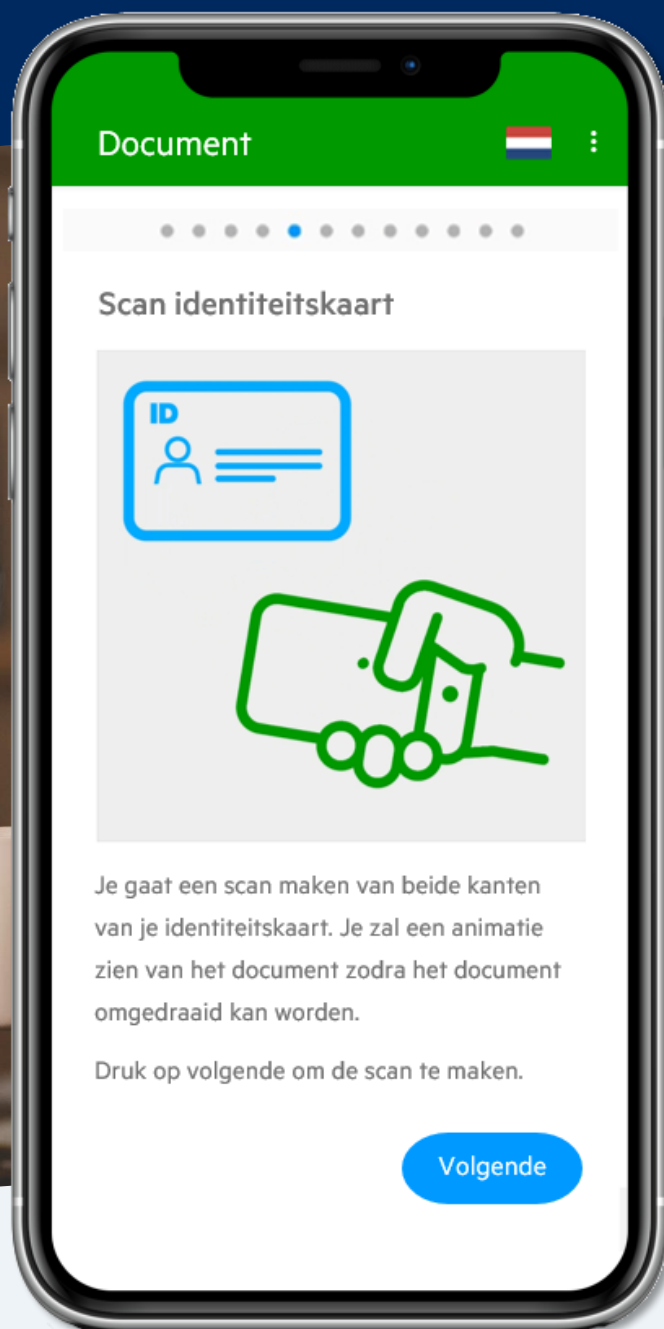 Document
Scan identiteitskaart
ID
Je gaat een scan maken van beide kanten
van je identiteitskaart. Je zal een animatie
zien van het document zodra het document
omgedraaid kan worden.
Druk op volgende om de scan te maken.
Volgende